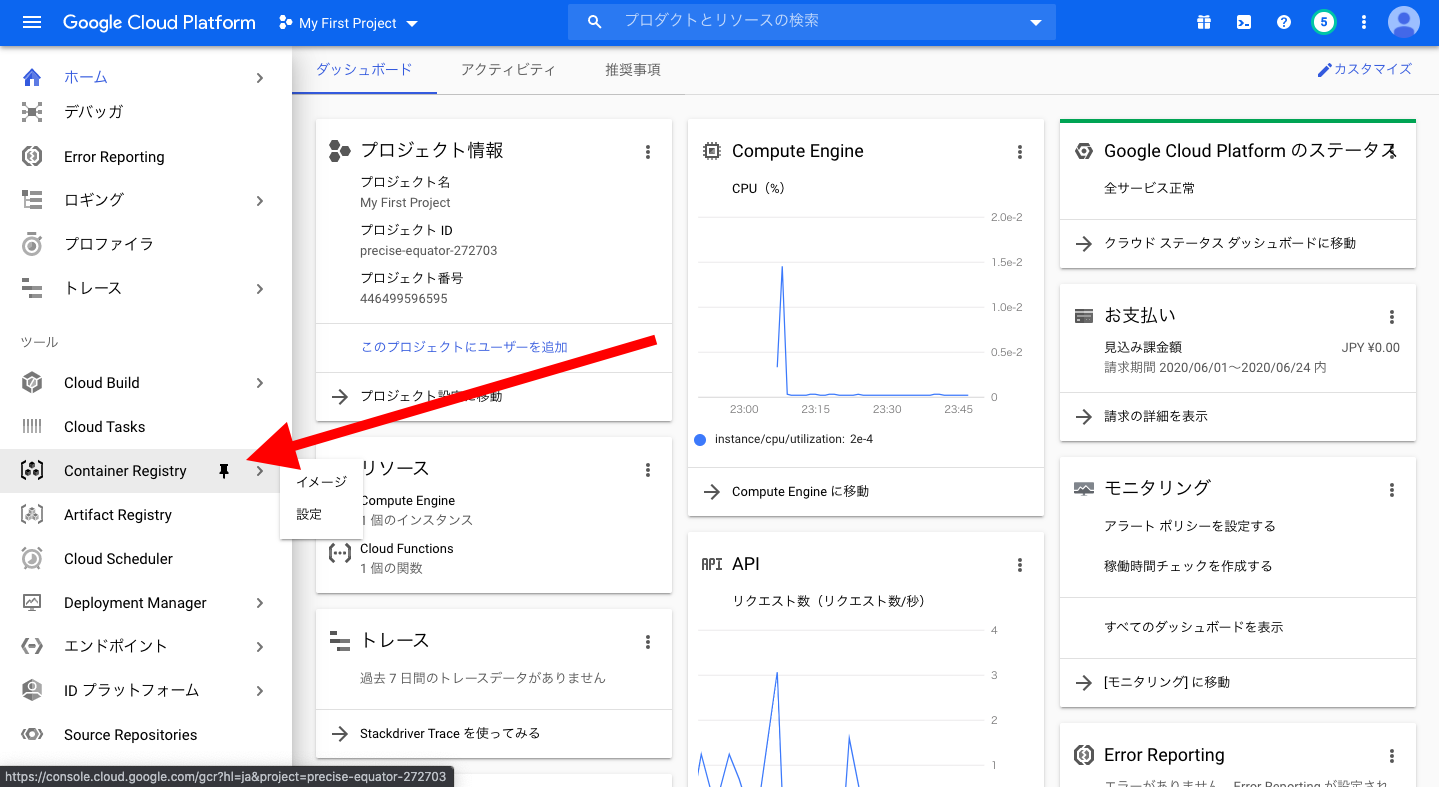 Google Cloud Platform
My First Project
プロダクトとリソースの検索
5
ホーム
デバッガ
Error Reporting
ロギング
プロファイラ
トレース
ツール
Cloud Build
Cloud Tasks
Container Registry
Artifact Registry
Cloud Scheduler
Deployment Manager
エンドポイント
ID プラットフォーム
Source Repositories
イメージ
設定
https://console.cloud.google.com/gcr?hl=ja&project=precise-equator-272703
ダッシュボード
アクティビティ
推奨事項
カスタマイズ
プロジェクト情報
プロジェクト名
My First Project
プロジェクト ID
precise-equator-272703
プロジェクト番号
446499596595
このプロジェクトにユーザーを追加
プロジェクト設定に移動
リソース
Compute Engine
1 個のインスタンス
Cloud Functions
1 個の関数
トレース
過去 7 日間のトレースデータがありません
Stackdriver Trace を使ってみる
Compute Engine
CPU（%）
2.0e-2
1.5e-2
1.0e-2
0.5e-2
0
23:00
23:15
23:30
23:45
instance/cpu/utilization: 2e-4
Compute Engine に移動
API
API
リクエスト数（リクエスト数/秒）
4
3
2
1
Google Cloud Platform のステータス
全サービス正常
クラウド ステータス ダッシュボードに移動
お支払い
見込み課金額
JPY ¥0.00
請求期間 2020/06/01～2020/06/24 内
請求の詳細を表示
モニタリング
アラート ポリシーを設定する
稼働時間チェックを作成する
すべてのダッシュボードを表示
[モニタリング] に移動
Error Reporting
エラーがありません。Error Reporting が設定され